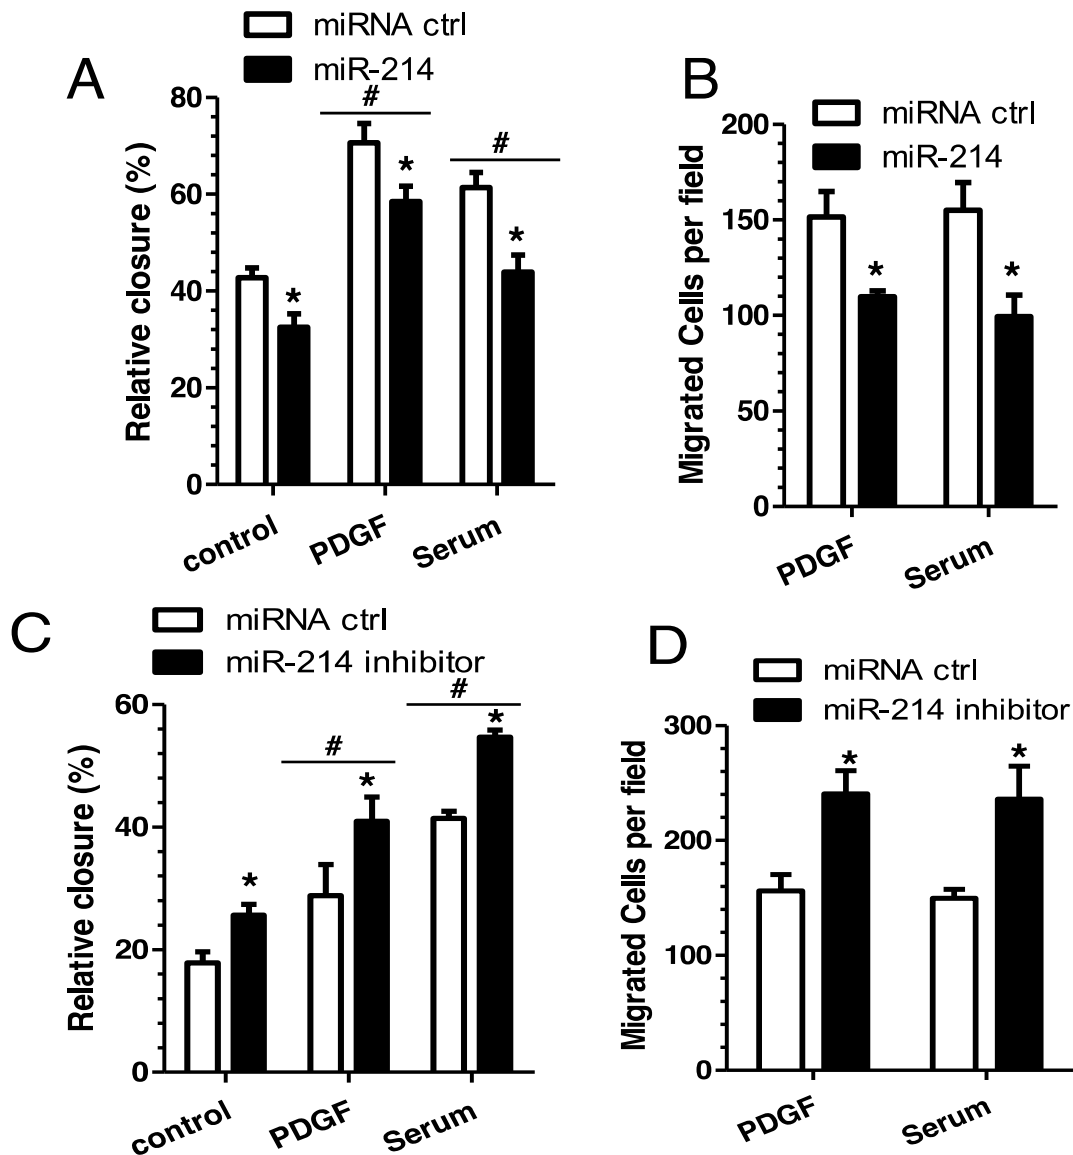 A
miRNA ctrl
miR-214
Relative closure (%)
80
60
40
20
0
#
#
*
*
*
control
PDGF
Serum
B
miRNA ctrl
miR-214
Migrated Cells per field
200
150
100
50
0
*
*
PDGF
Serum
C
miRNA ctrl
miR-214 inhibitor
Relative closure (%)
60
40
20
0
#
#
*
*
*
control
PDGF
Serum
D
miRNA ctrl
miR-214 inhibitor
Migrated Cells per field
300
200
100
0
*
*
PDGF
Serum